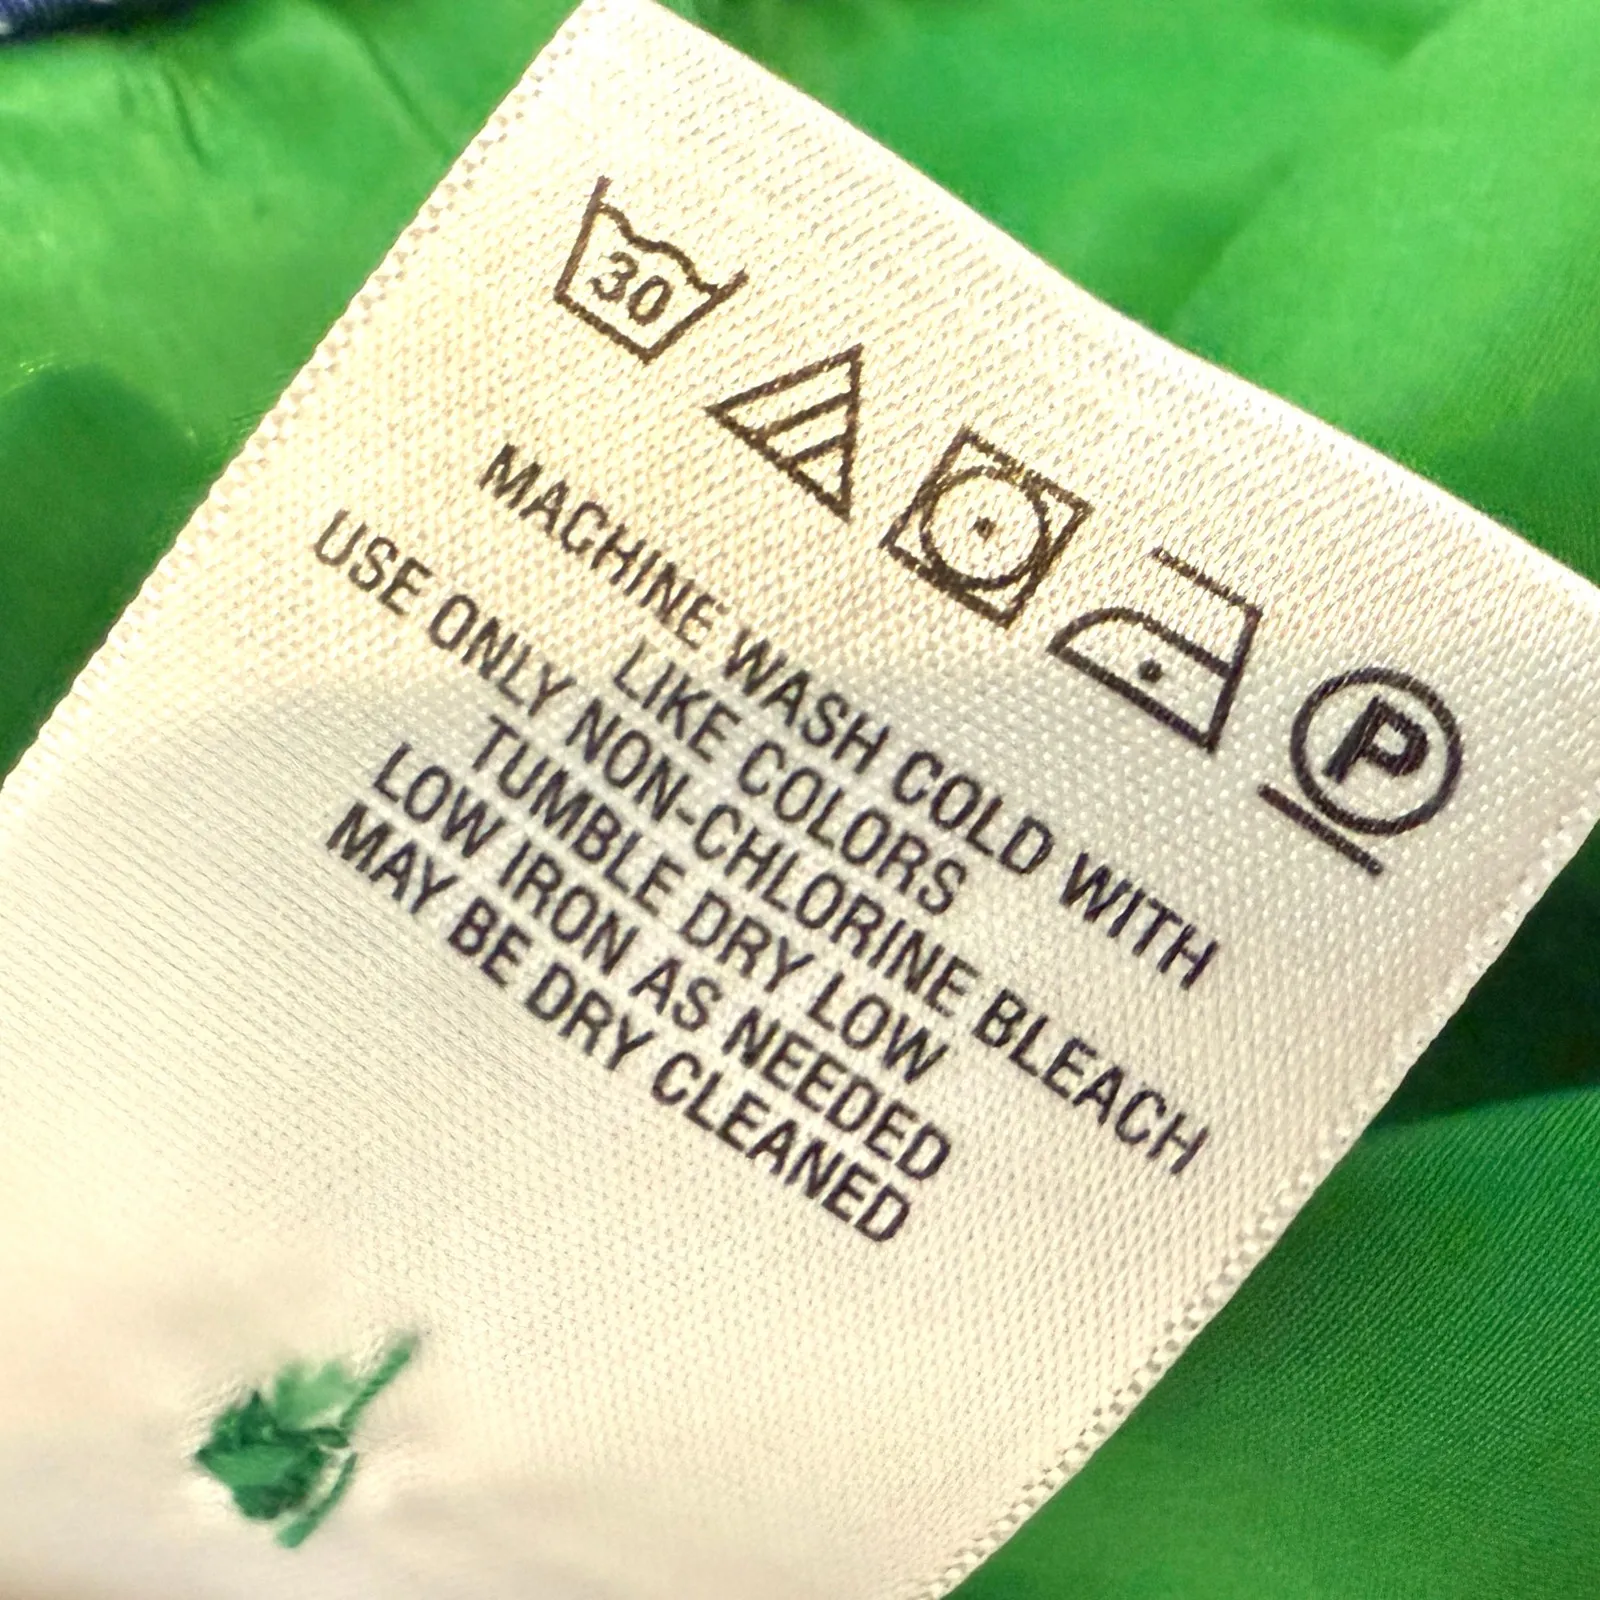 30
P
MACHINE WASH COLD WITH
LIKE COLORS
USE ONLY NON-CHLORINE BLEACH
TUMBLE DRY LOW
LOW IRON AS NEEDED
MAY BE DRY CLEANED